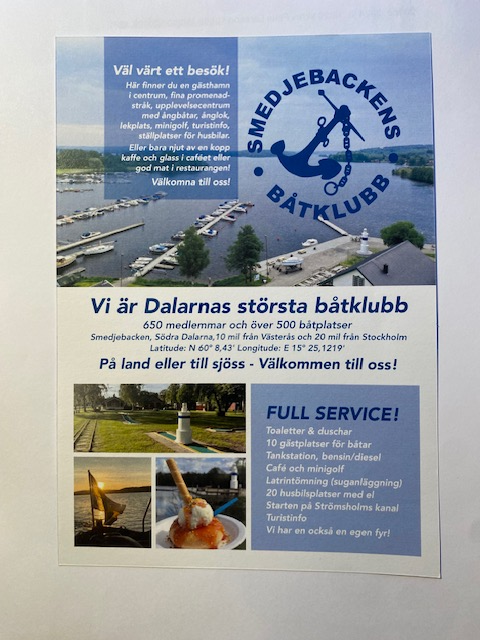 Väl värt ett besök!
Här finner du en gästhamn
i centrum, fina promenad-
stråk, upplevelsecentrum
med ångbåtar, ånglok,
lekplats, minigolf, turistinfo,
ställplatser för husbilar.
Eller bara njut av en kopp
kaffe och glass i caféet eller
god mat i restaurangen!
Välkomna till oss!
SMEDJEBACKENS
BÅTKLUBB
Vi är Dalarnas största båtklubb
650 medlemmar och över 500 båtplatser
Smedjebacken, Södra Dalarna,10 mil från Västerås och 20 mil från Stockholm
Latitude: N 60° 8,43' Longitude: E 15° 25,1219'
På land eller till sjöss - Välkommen till oss!
FULL SERVICE!
Toaletter & duschar
10 gästplatser för båtar
Tankstation, bensin/diesel
Café och minigolf
Latrintömning (suganläggning)
20 husbilsplatser med el
Starten på Strömsholms kanal
Turistinfo
Vi har en också en egen fyr!